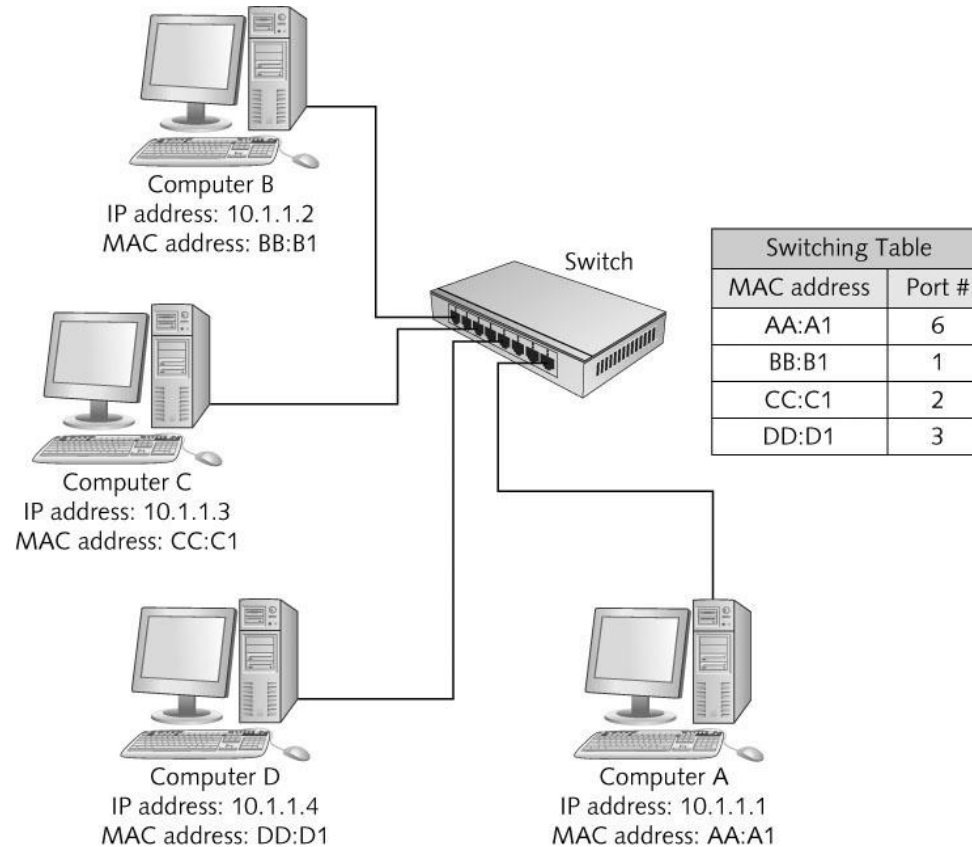 Computer B
IP address: 10.1.1.2
MAC address: BB:B1
Switch
Switching Table
MAC address Port #
AA:A1 6
BB:B1 1
CC:C1 2
DD:D1 3
Computer C
IP address: 10.1.1.3
MAC address: CC:C1
Computer D
IP address: 10.1.1.4
MAC address: DD:D1
Computer A
IP address: 10.1.1.1
MAC address: AA:A1